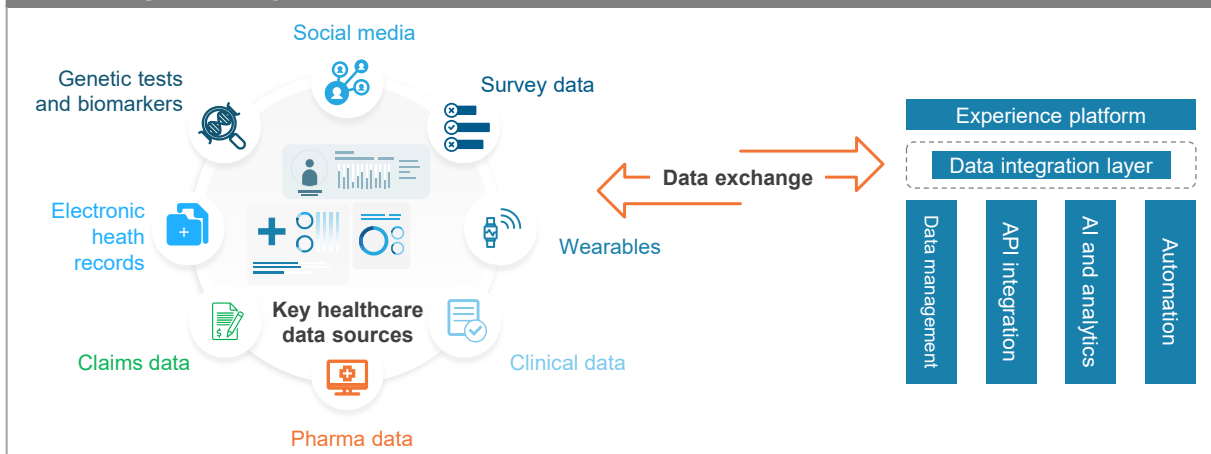 Social media
Genetic tests
and biomarkers
Survey data
Electronic
heath
records
Wearables
Key healthcare
data sources
Claims data
Clinical data
Pharma data
Data exchange
Experience platform
Data integration layer
Data management
API integration
AI and analytics
Automation